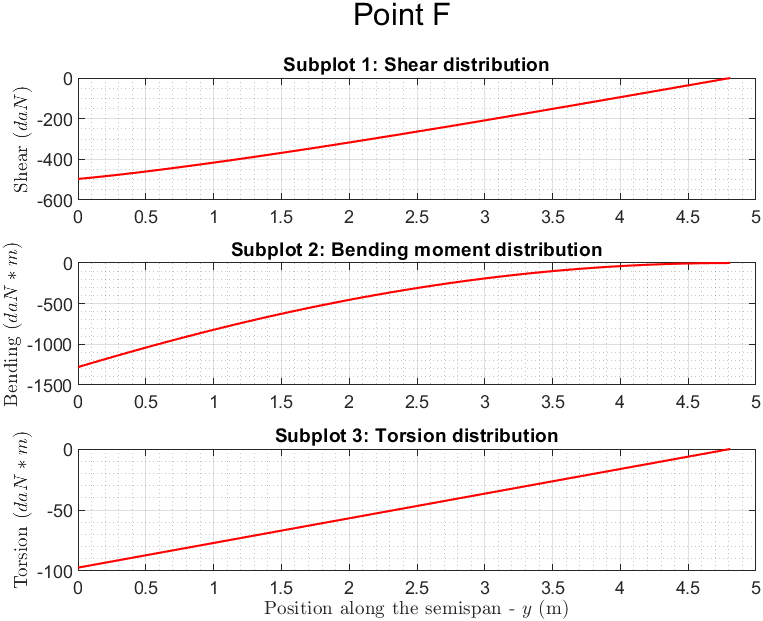 Point F
Subplot 1: Shear distribution
Shear (daN)
0
-200
-400
-600
0 0.5 1 1.5 2 2.5 3 3.5 4 4.5 5
Subplot 2: Bending moment distribution
Bending (daN * m)
0
-500
-1000
-1500
0 0.5 1 1.5 2 2.5 3 3.5 4 4.5 5
Subplot 3: Torsion distribution
Torsion (daN * m)
0
-50
-100
0 0.5 1 1.5 2 2.5 3 3.5 4 4.5 5
Position along the semispan - y (m)